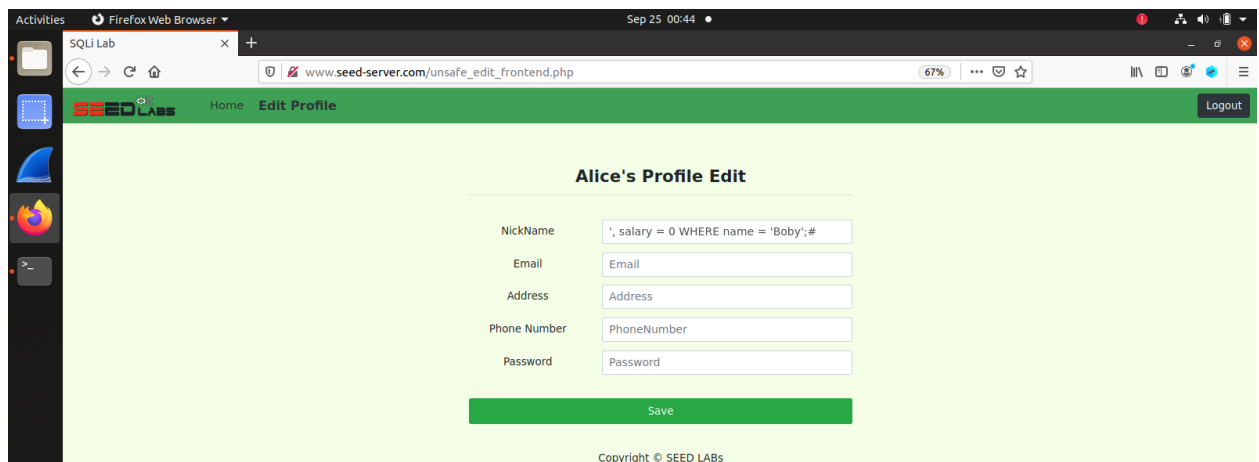 Activities Firefox Web Browser Sep 25 00:44
SQLi Lab
www.seed-server.com/unsafe_edit_frontend.php 67%
SEED LABS Home Edit Profile Logout
Alice's Profile Edit
NickName ', salary = 0 WHERE name = 'Boby';#
Email Email
Address Address
Phone Number PhoneNumber
Password Password
Save
Copyright © SEED LABs